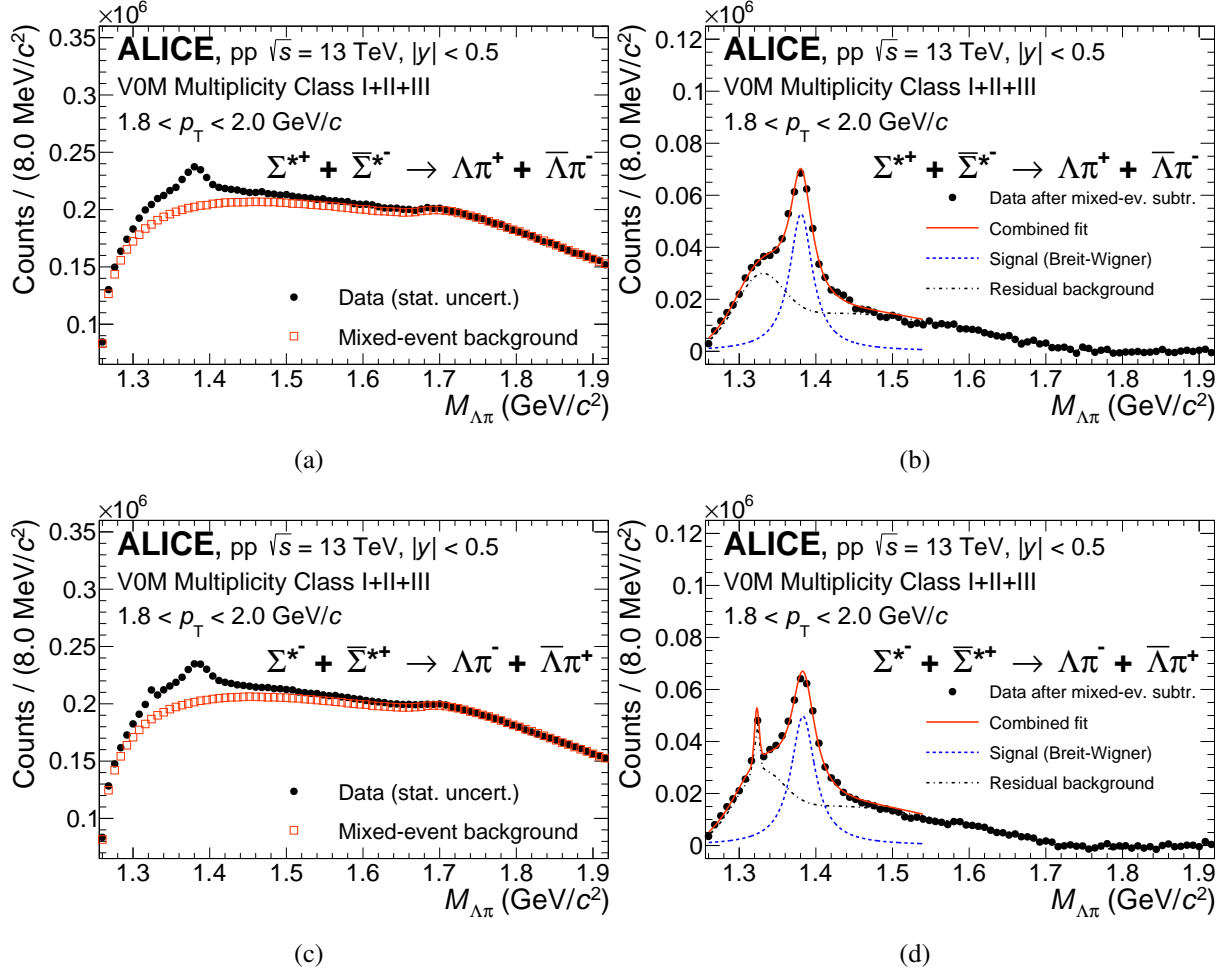 ×10⁶
0.35
0.3
0.25
0.2
0.15
0.1
Counts / (8.0 MeV/c²)
ALICE, pp √s = 13 TeV, |y| < 0.5
V0M Multiplicity Class I+II+III
1.8 < p_T < 2.0 GeV/c
Σ*⁺ + Σ̅*⁻ → Λπ⁺ + Λ̅π⁻
Data (stat. uncert.)
Mixed-event background
1.3 1.4 1.5 1.6 1.7 1.8 1.9
M_Λπ (GeV/c²)
(a)
×10⁶
0.12
0.1
0.08
0.06
0.04
0.02
0
Counts / (8.0 MeV/c²)
ALICE, pp √s = 13 TeV, |y| < 0.5
V0M Multiplicity Class I+II+III
1.8 < p_T < 2.0 GeV/c
Σ*⁺ + Σ̅*⁻ → Λπ⁺ + Λ̅π⁻
Data after mixed-ev. subtr.
Combined fit
Signal (Breit-Wigner)
Residual background
1.3 1.4 1.5 1.6 1.7 1.8 1.9
M_Λπ (GeV/c²)
(b)
×10⁶
0.35
0.3
0.25
0.2
0.15
0.1
Counts / (8.0 MeV/c²)
ALICE, pp √s = 13 TeV, |y| < 0.5
V0M Multiplicity Class I+II+III
1.8 < p_T < 2.0 GeV/c
Σ*⁻ + Σ̅*⁺ → Λπ⁻ + Λ̅π⁺
Data (stat. uncert.)
Mixed-event background
1.3 1.4 1.5 1.6 1.7 1.8 1.9
M_Λπ (GeV/c²)
(c)
×10⁶
0.12
0.1
0.08
0.06
0.04
0.02
0
Counts / (8.0 MeV/c²)
ALICE, pp √s = 13 TeV, |y| < 0.5
V0M Multiplicity Class I+II+III
1.8 < p_T < 2.0 GeV/c
Σ*⁻ + Σ̅*⁺ → Λπ⁻ + Λ̅π⁺
Data after mixed-ev. subtr.
Combined fit
Signal (Breit-Wigner)
Residual background
1.3 1.4 1.5 1.6 1.7 1.8 1.9
M_Λπ (GeV/c²)
(d)